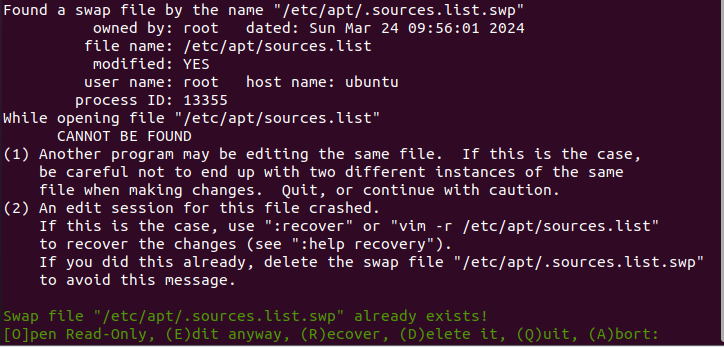 Found a swap file by the name "/etc/apt/.sources.list.swp"
          owned by: root   dated: Sun Mar 24 09:56:01 2024
         file name: /etc/apt/sources.list
          modified: YES
         user name: root   host name: ubuntu
        process ID: 13355
While opening file "/etc/apt/sources.list"
      CANNOT BE FOUND
(1) Another program may be editing the same file.  If this is the case,
    be careful not to end up with two different instances of the same
    file when making changes.  Quit, or continue with caution.
(2) An edit session for this file crashed.
    If this is the case, use ":recover" or "vim -r /etc/apt/sources.list"
    to recover the changes (see ":help recovery").
    If you did this already, delete the swap file "/etc/apt/.sources.list.swp"
    to avoid this message.

Swap file "/etc/apt/.sources.list.swp" already exists!
[O]pen Read-Only, (E)dit anyway, (R)ecover, (D)elete it, (Q)uit, (A)bort: